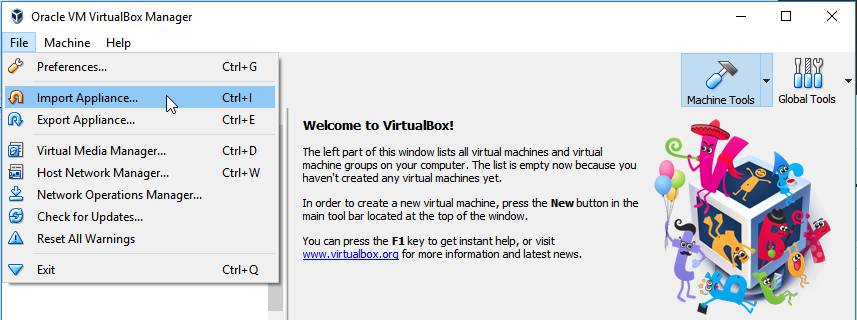 Oracle VM VirtualBox Manager
File Machine Help
Preferences... Ctrl+G
Import Appliance... Ctrl+I
Export Appliance... Ctrl+E
Virtual Media Manager... Ctrl+D
Host Network Manager... Ctrl+W
Network Operations Manager...
Check for Updates...
Reset All Warnings
Exit Ctrl+Q
Machine Tools
Global Tools
Welcome to VirtualBox!
The left part of this window lists all virtual machines and virtual
machine groups on your computer. The list is empty now because you
haven't created any virtual machines yet.
In order to create a new virtual machine, press the New button in the
main tool bar located at the top of the window.
You can press the F1 key to get instant help, or visit
www.virtualbox.org for more information and latest news.